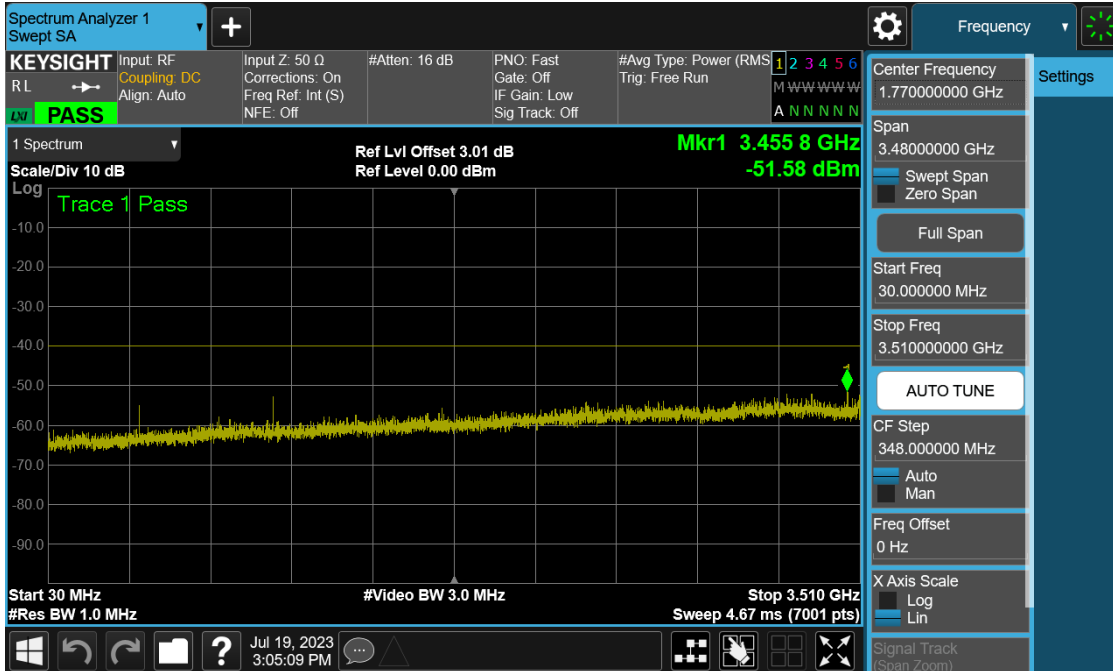 Spectrum Analyzer 1
Swept SA
+
Frequency
KEYSIGHT
R L
LXI
PASS
Input: RF
Coupling: DC
Align: Auto
Input Z: 50 Ω
Corrections: On
Freq Ref: Int (S)
NFE: Off
#Atten: 16 dB
PNO: Fast
Gate: Off
IF Gain: Low
Sig Track: Off
#Avg Type: Power (RMS
Trig: Free Run
1 2 3 4 5 6
M W W W W W
A N N N N N
1 Spectrum
Scale/Div 10 dB
Ref Lvl Offset 3.01 dB
Ref Level 0.00 dBm
Mkr1 3.455 8 GHz
-51.58 dBm
Log
Trace 1 Pass
-10.0
-20.0
-30.0
-40.0
-50.0
-60.0
-70.0
-80.0
-90.0
1
Start 30 MHz
#Res BW 1.0 MHz
#Video BW 3.0 MHz
Stop 3.510 GHz
Sweep 4.67 ms (7001 pts)
Center Frequency
1.770000000 GHz
Settings
Span
3.48000000 GHz
Swept Span
Zero Span
Full Span
Start Freq
30.000000 MHz
Stop Freq
3.510000000 GHz
AUTO TUNE
CF Step
348.000000 MHz
Auto
Man
Freq Offset
0 Hz
X Axis Scale
Log
Lin
Signal Track
(Span Zoom)
?
Jul 19, 2023
3:05:09 PM